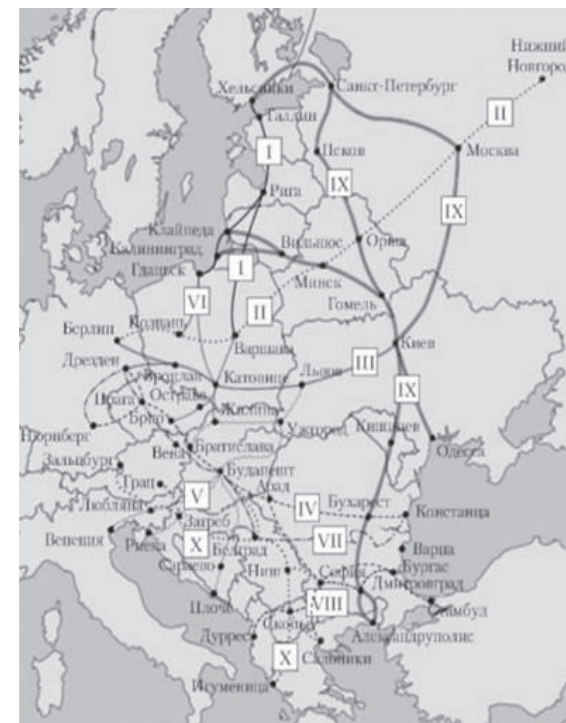 Нижний
Новгород
Хельсинки
Санкт-Петербург
Таллин
II
Москва
I
Псков
IX
IX
Рига
Клайпеда
Калининград
Вильнюс
Орша
Гданьск
I
Минск
VI
II
Гомель
Берлин
Познань
Варшава
Киев
Дрезден
III
Вроцлав
Катовице
Львов
IX
Прага
Острава
Брно
Жилина
Ужгород
Кишинев
Нюрнберг
Вена
Братислава
Одесса
Зальцбург
Будапешт
Грац
Арад
V
IV
Бухарест
Констанца
Любляна
Загреб
Венеция
Риека
X
VII
Белград
Варна
Сараево
Ниш
София
Бургас
Димитровград
Плоче
VIII
Скопье
Стамбул
Дуррес
Александруполис
X
Салоники
Игуменица